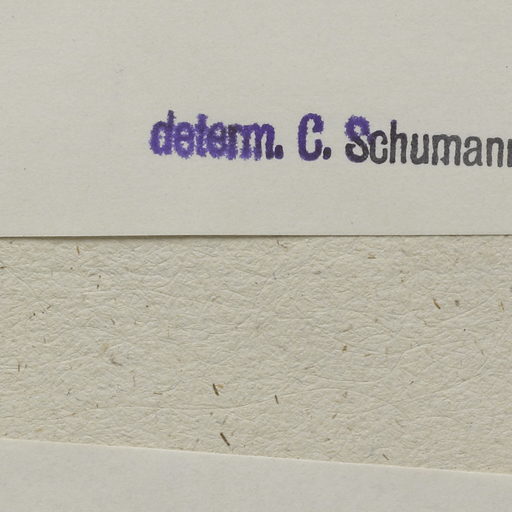 determ. C. Schumann